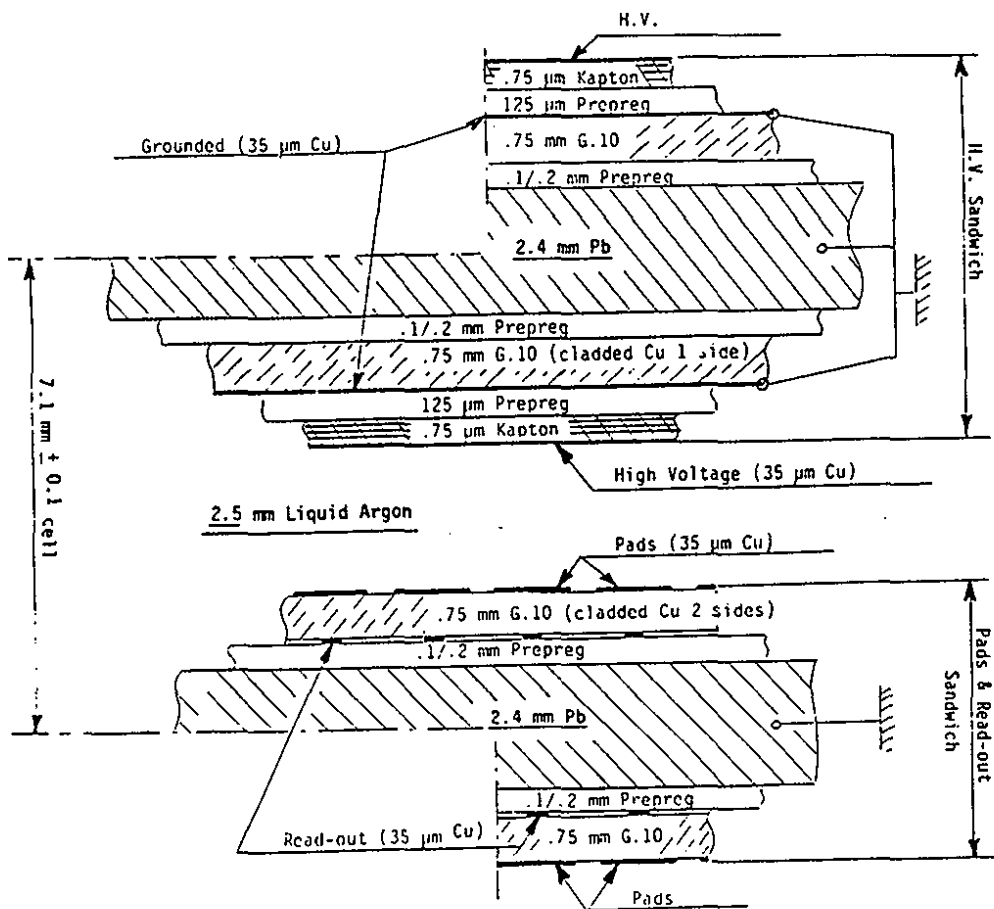 H.V.
.75 µm Kapton
125 µm Prepreg
Grounded (35 µm Cu)
.75 mm G.10
.1/.2 mm Prepreg
H.V. Sandwich
2.4 mm Pb
.1/.2 mm Prepreg
.75 mm G.10 (cladded Cu 1 side)
125 µm Prepreg
.75 µm Kapton
7.1 mm ± 0.1 cell
High Voltage (35 µm Cu)
2.5 mm Liquid Argon
Pads (35 µm Cu)
.75 mm G.10 (cladded Cu 2 sides)
.1/.2 mm Prepreg
Pads & Read-out
Sandwich
2.4 mm Pb
.1/.2 mm Prepreg
Read-out (35 µm Cu)
.75 mm G.10
Pads